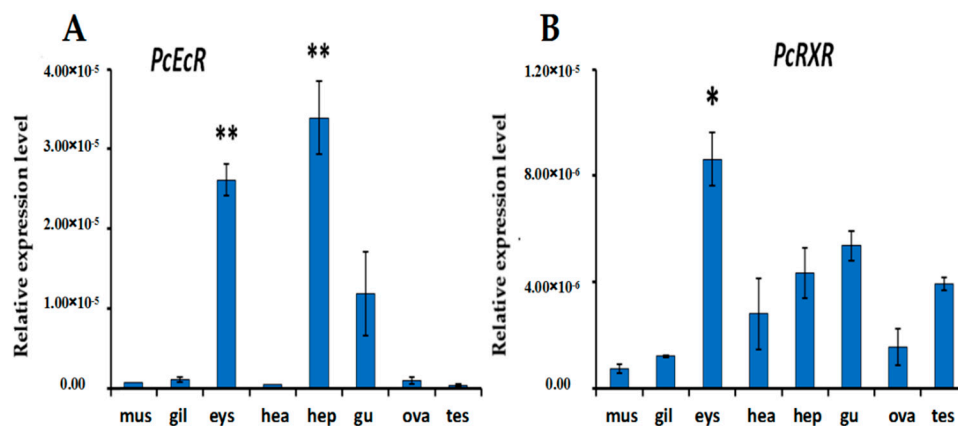 A
PcEcR
Relative expression level
4.00×10-5
3.00×10-5
2.00×10-5
1.00×10-5
0.00
**
**
mus gil eys hea hep gu ova tes
B
PcRXR
Relative expression level
1.20×10-5
8.00×10-6
4.00×10-6
0.00
*
mus gil eys hea hep gu ova tes